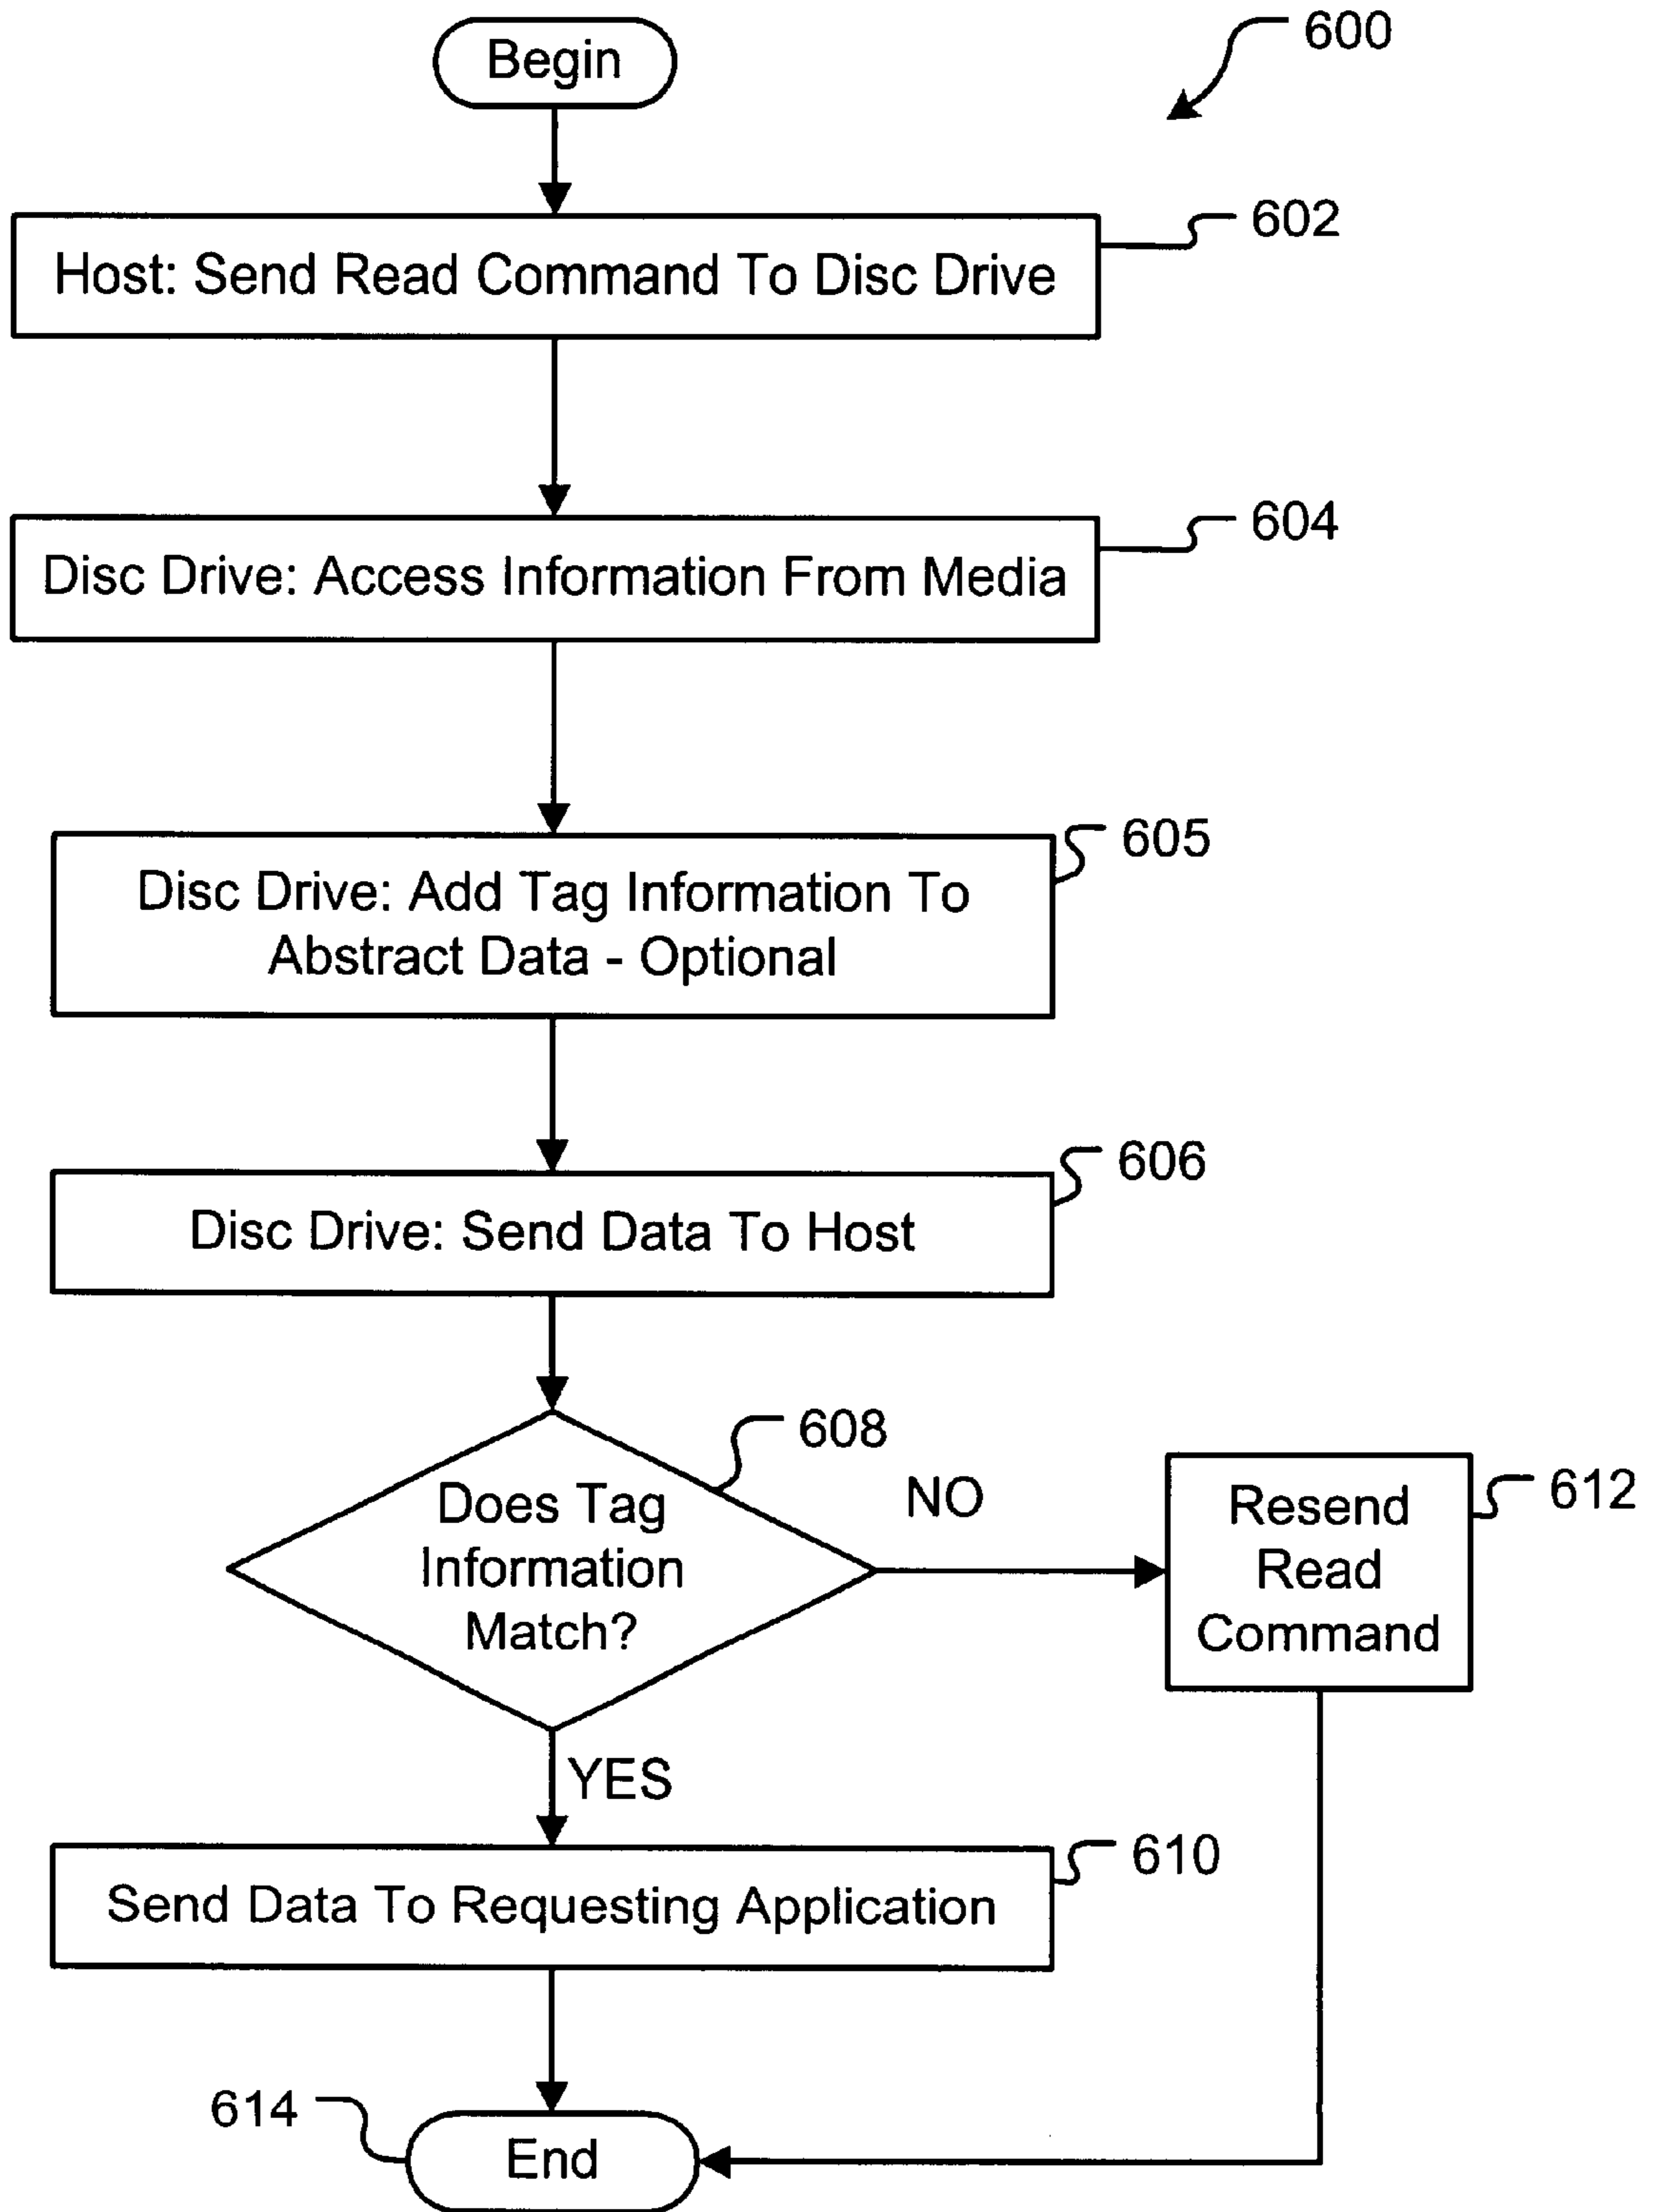 Begin
600
Host: Send Read Command To Disc Drive
602
Disc Drive: Access Information From Media
604
Disc Drive: Add Tag Information To
Abstract Data - Optional
605
Disc Drive: Send Data To Host
606
Does Tag
Information
Match?
608
NO
Resend
Read
Command
612
YES
Send Data To Requesting Application
610
614
End